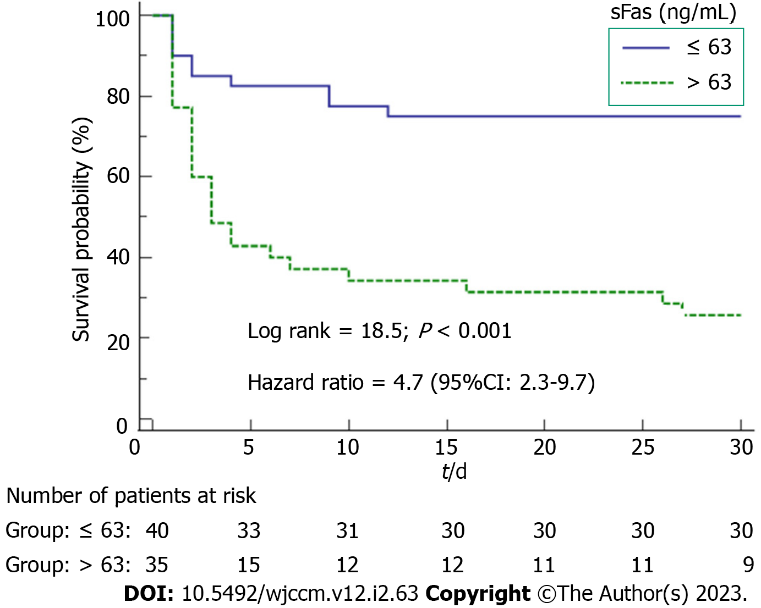 sFas (ng/mL)
≤ 63
> 63
100
80
60
40
20
0
Survival probability (%)
Log rank = 18.5; P < 0.001
Hazard ratio = 4.7 (95%CI: 2.3-9.7)
0 5 10 15 20 25 30
t/d
Number of patients at risk
Group: ≤ 63: 40 33 31 30 30 30 30
Group: > 63: 35 15 12 12 11 11 9
DOI: 10.5492/wjccm.v12.i2.63 Copyright ©The Author(s) 2023.